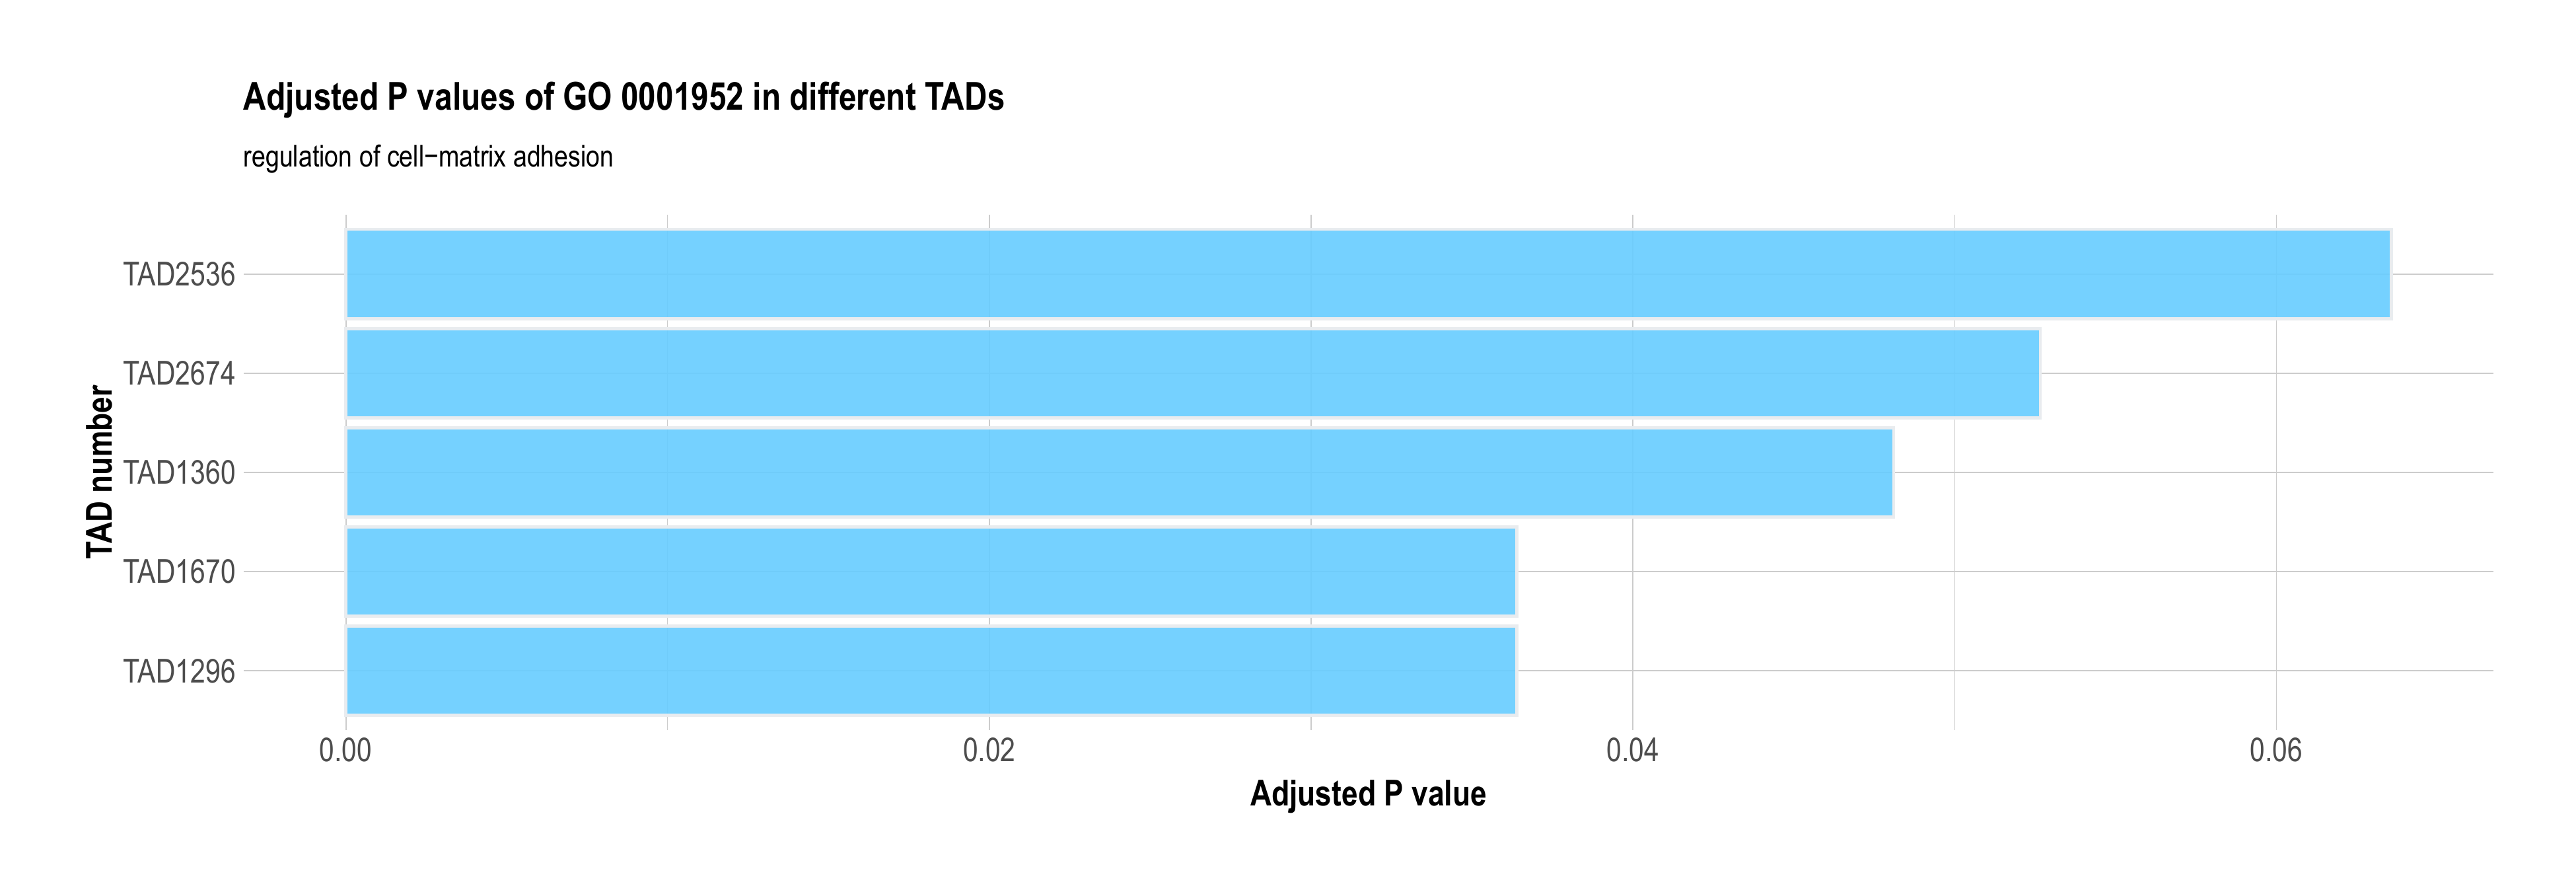 Adjusted P values of GO 0001952 in different TADs
regulation of cell−matrix adhesion
TAD number
TAD2536
TAD2674
TAD1360
TAD1670
TAD1296
0.00 0.02 0.04 0.06
Adjusted P value